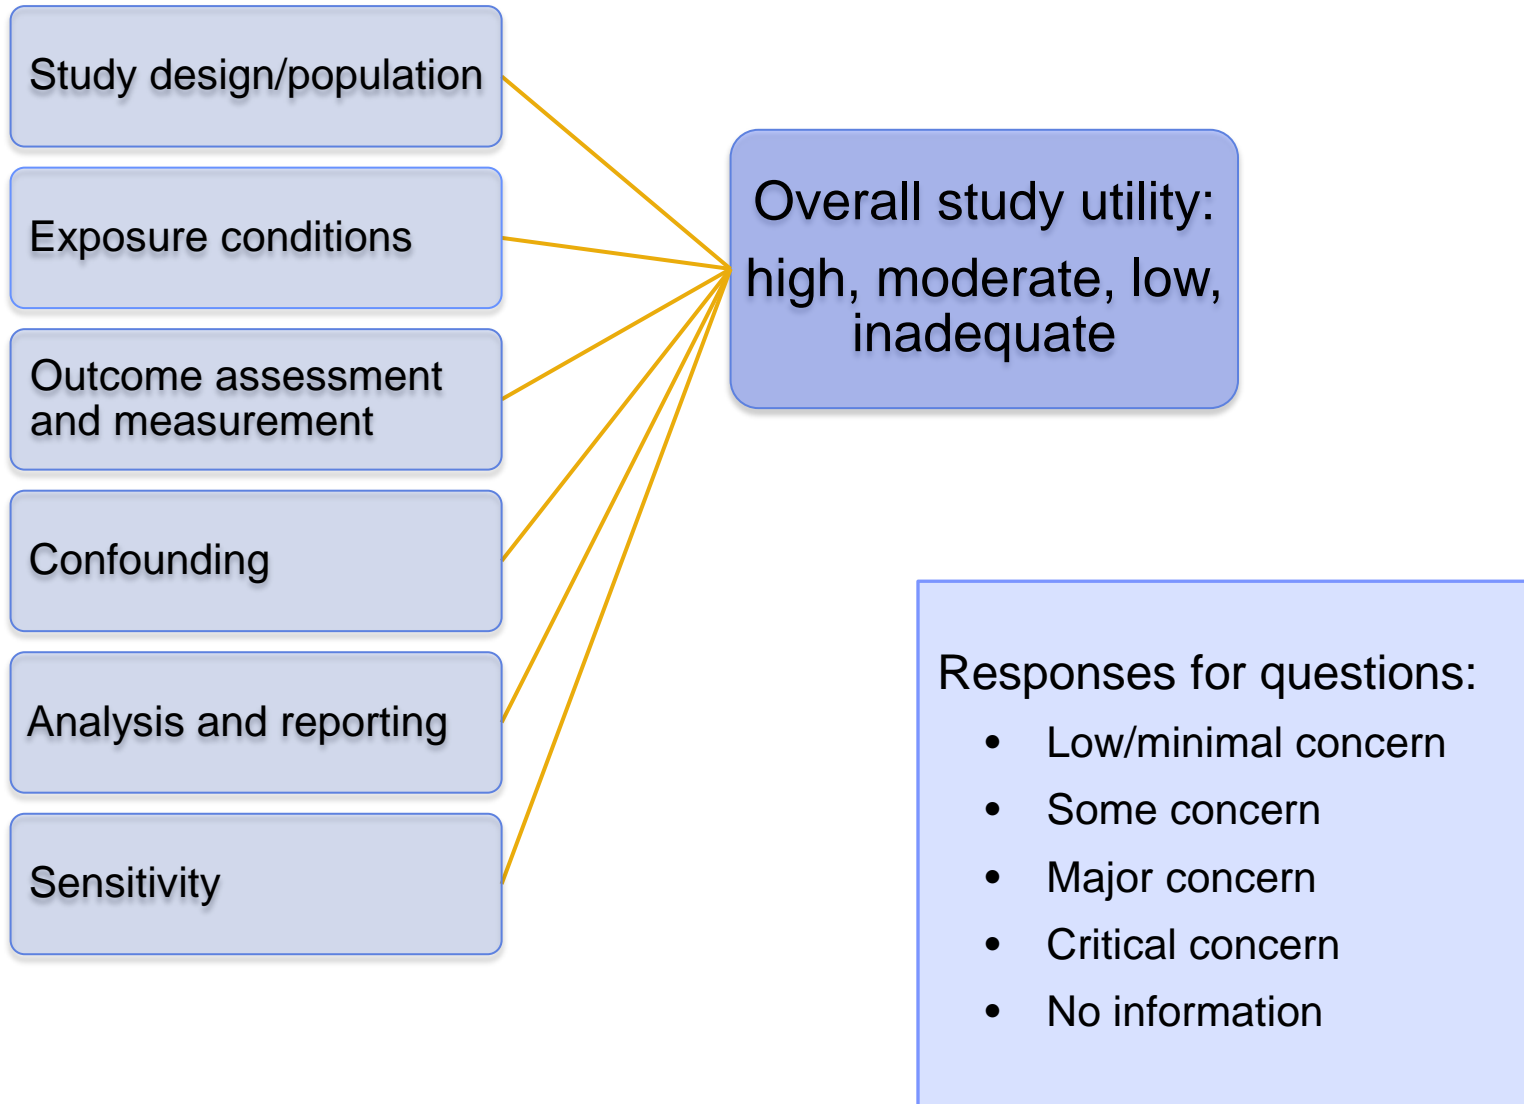 Study design/population
Exposure conditions
Outcome assessment
and measurement
Confounding
Analysis and reporting
Sensitivity
Overall study utility:
high, moderate, low,
inadequate
Responses for questions:
• Low/minimal concern
• Some concern
• Major concern
• Critical concern
• No information